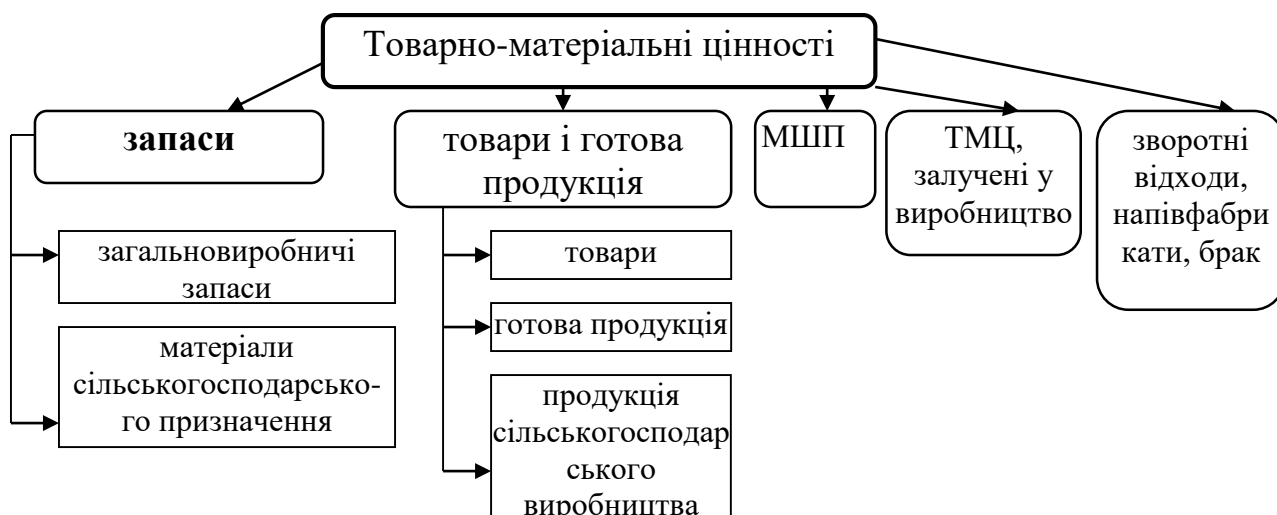 Товарно-матеріальні цінності
запаси
товари і готова
продукція
МШП
ТМЦ,
залучені у
виробництво
зворотні
відходи,
напівфабри
кати, брак
загальновиробничі
запаси
матеріали
сільськогосподарсько-
го призначення
товари
готова продукція
продукція
сільськогосподар
ського
виробництва